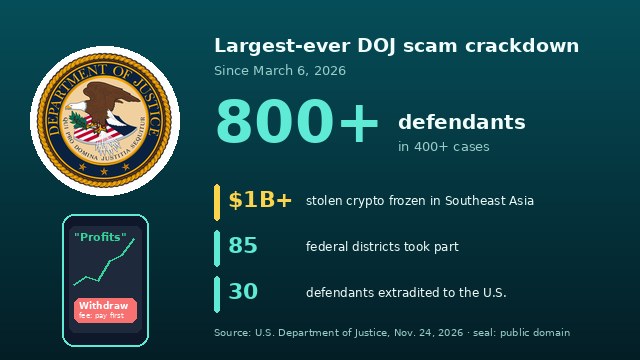 Largest-ever DOJ scam crackdown
Since March 6, 2026
800+ defendants
in 400+ cases
$1B+ stolen crypto frozen in Southeast Asia
85 federal districts took part
30 defendants extradited to the U.S.
Source: U.S. Department of Justice, Nov. 24, 2026 · seal: public domain
DEPARTMENT OF JUSTICE
QUI PRO DOMINA JUSTITIA SEQUITUR
"Profits"
Withdraw
fee: pay first